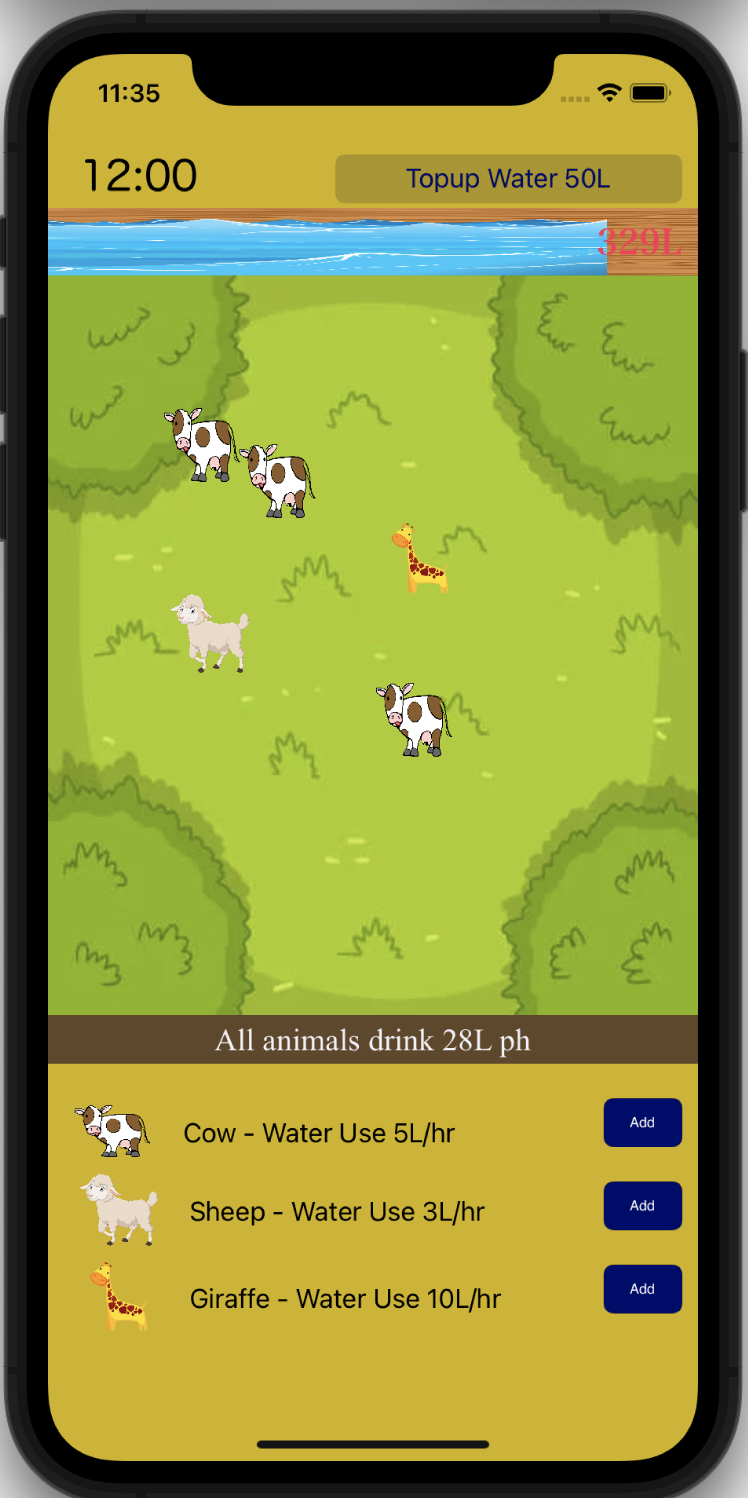 11:35
12:00
Topup Water 50L
329L
All animals drink 28L ph
Cow - Water Use 5L/hr
Add
Sheep - Water Use 3L/hr
Add
Giraffe - Water Use 10L/hr
Add